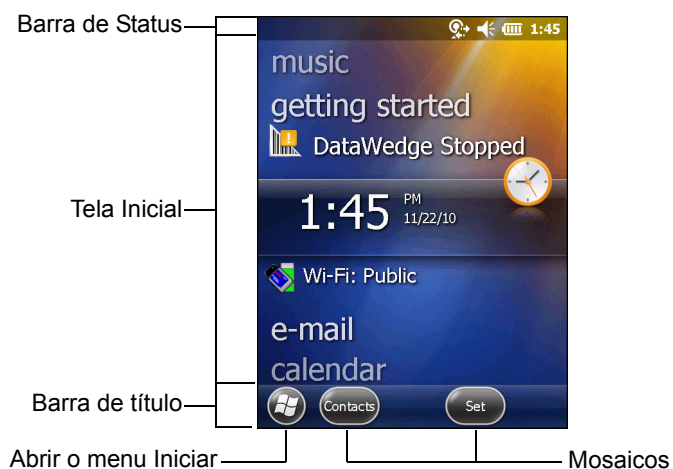 Barra de Status
1:45
music
getting started
DataWedge Stopped
Tela Inicial
1:45 PM
11/22/10
Wi-Fi: Public
e-mail
calendar
Barra de título
Contacts
Set
Abrir o menu Iniciar
Mosaicos